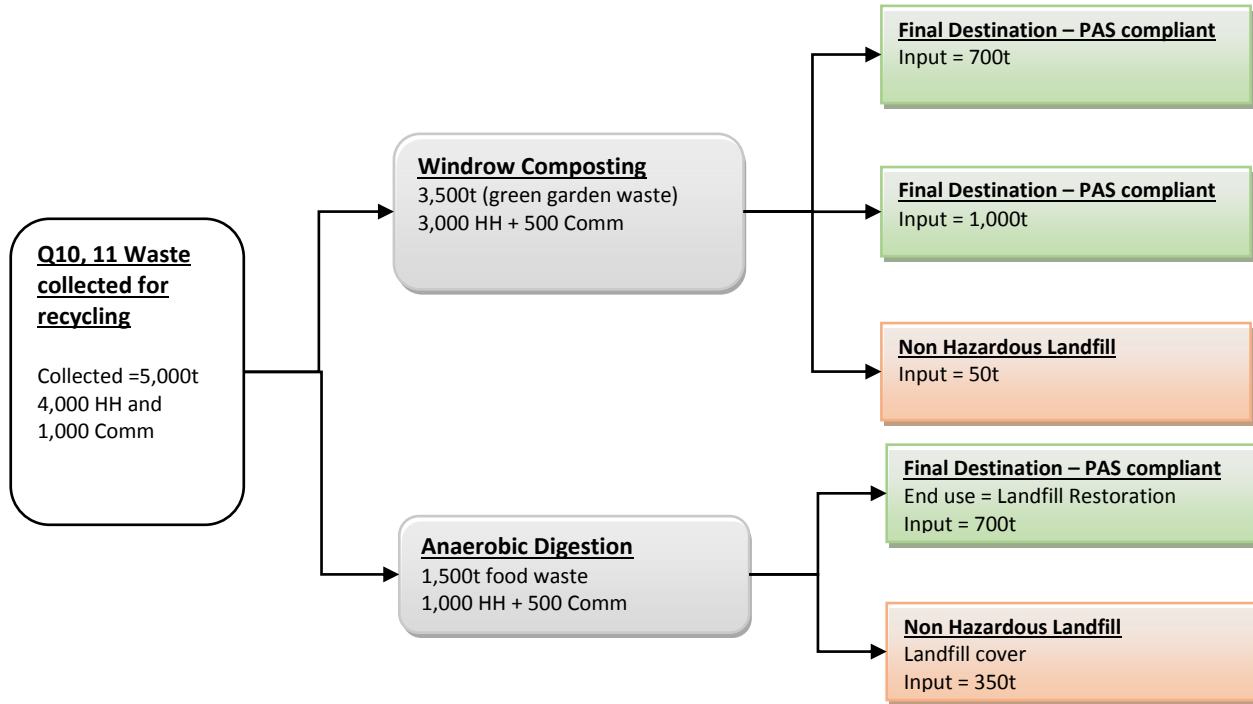 Q10, 11 Waste
collected for
recycling
Collected =5,000t
4,000 HH and
1,000 Comm
Windrow Composting
3,500t (green garden waste)
3,000 HH + 500 Comm
Anaerobic Digestion
1,500t food waste
1,000 HH + 500 Comm
Final Destination – PAS compliant
Input = 700t
Final Destination – PAS compliant
Input = 1,000t
Non Hazardous Landfill
Input = 50t
Final Destination – PAS compliant
End use = Landfill Restoration
Input = 700t
Non Hazardous Landfill
Landfill cover
Input = 350t